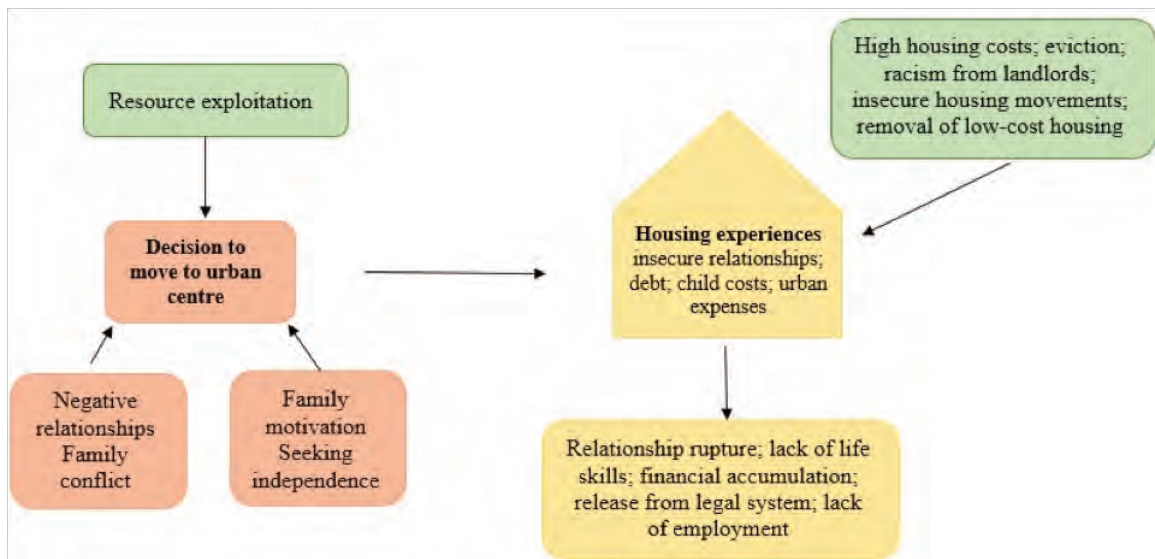 Resource exploitation
Decision to
move to urban
centre
Negative
relationships
Family
conflict
Family
motivation
Seeking
independence
High housing costs; eviction;
racism from landlords;
insecure housing movements;
removal of low-cost housing
Housing experiences
insecure relationships;
debt; child costs; urban
expenses
Relationship rupture; lack of life
skills; financial accumulation;
release from legal system; lack
of employment